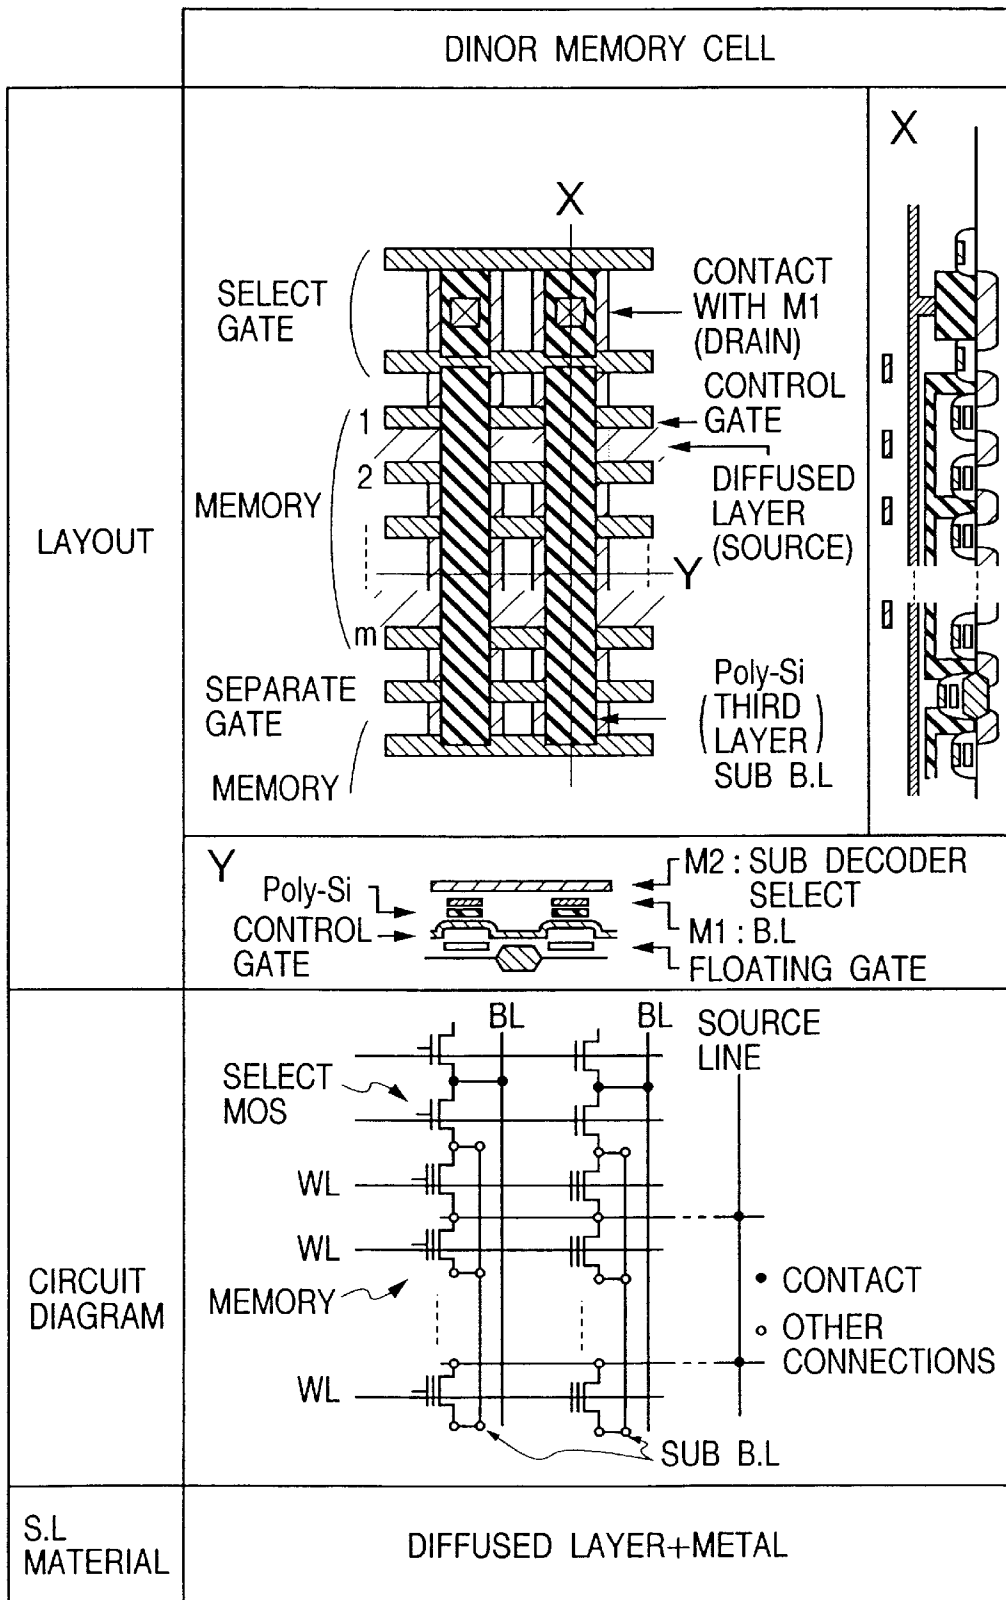 DINOR MEMORY CELL
LAYOUT
X
X
SELECT
GATE
CONTACT
WITH M1
(DRAIN)
CONTROL
GATE
1
2
MEMORY
DIFFUSED
LAYER
(SOURCE)
Y
m
SEPARATE
GATE
Poly-Si
(THIRD
LAYER)
SUB B.L
MEMORY
Y
Poly-Si
CONTROL
GATE
M2 : SUB DECODER
SELECT
M1 : B.L
FLOATING GATE
CIRCUIT
DIAGRAM
BL
BL
SOURCE
LINE
SELECT
MOS
WL
WL
MEMORY
• CONTACT
○ OTHER
CONNECTIONS
WL
SUB B.L
S.L
MATERIAL
DIFFUSED LAYER+METAL